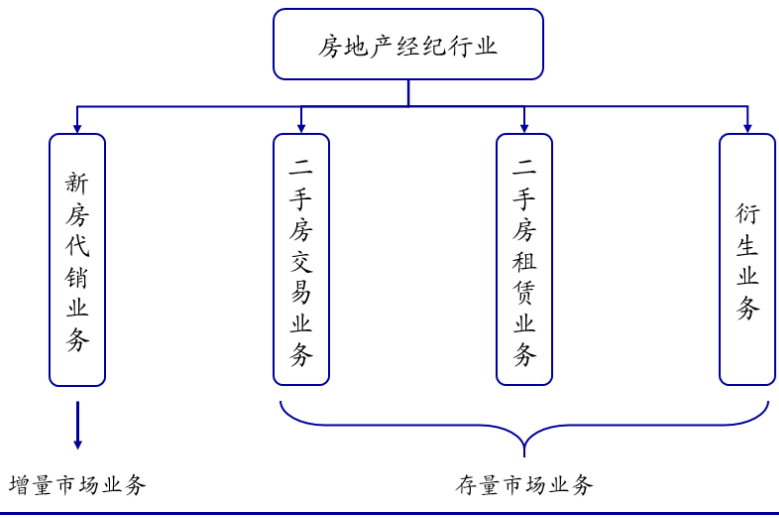 房地产经纪行业
新房代销业务
二手房交易业务
二手房租赁业务
衍生业务
增量市场业务
存量市场业务